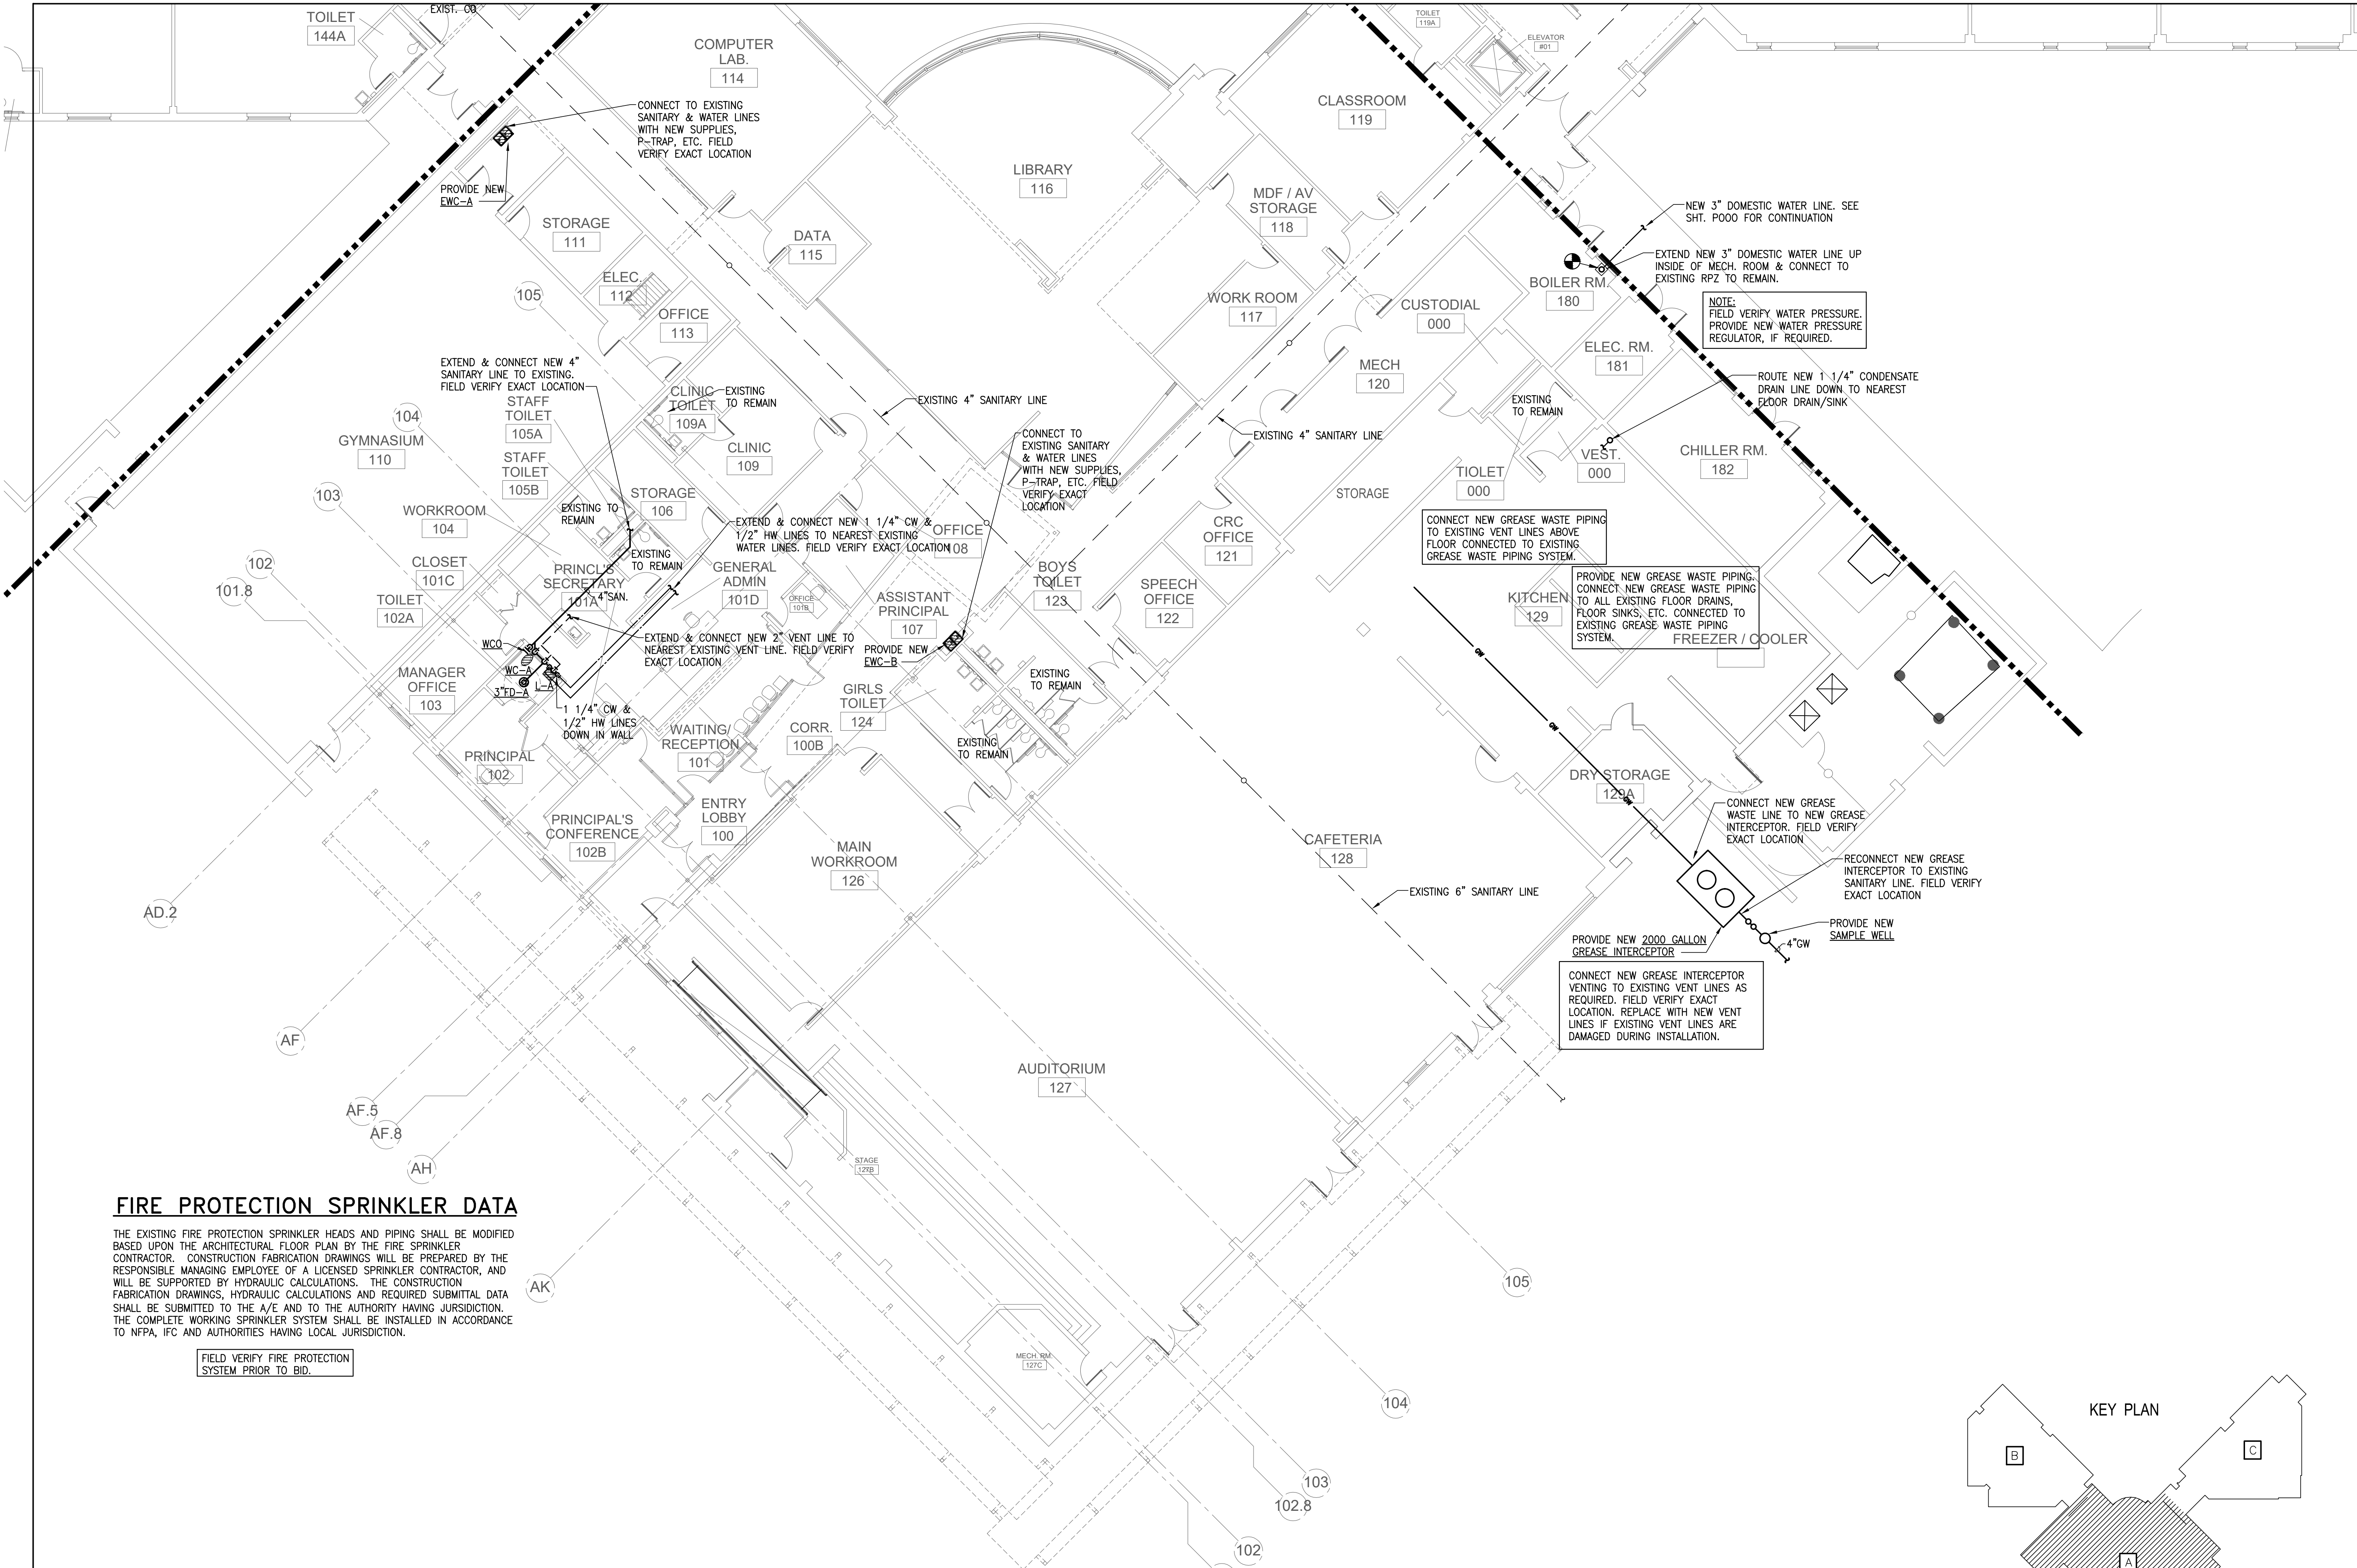 EXIST. CO
TOILET
144A
COMPUTER
LAB.
114
TOILET
119A
ELEVATOR
#01
CONNECT TO EXISTING
SANITARY & WATER LINES
WITH NEW SUPPLIES,
P-TRAP, ETC. FIELD
VERIFY EXACT LOCATION
CLASSROOM
119
LIBRARY
116
PROVIDE NEW
EWC-A
MDF / AV
STORAGE
118
NEW 3" DOMESTIC WATER LINE. SEE
SHT. P000 FOR CONTINUATION
STORAGE
111
DATA
115
EXTEND NEW 3" DOMESTIC WATER LINE UP
INSIDE OF MECH. ROOM & CONNECT TO
EXISTING RPZ TO REMAIN.
ELEC.
112
105
BOILER RM.
180
WORK ROOM
117
CUSTODIAL
000
NOTE:
FIELD VERIFY WATER PRESSURE.
PROVIDE NEW WATER PRESSURE
REGULATOR, IF REQUIRED.
OFFICE
113
ELEC. RM.
181
EXTEND & CONNECT NEW 4"
SANITARY LINE TO EXISTING.
FIELD VERIFY EXACT LOCATION
MECH
120
ROUTE NEW 1 1/4" CONDENSATE
DRAIN LINE DOWN TO NEAREST
FLOOR DRAIN/SINK
CLINIC
TOILET
109A
EXISTING
TO REMAIN
EXISTING 4" SANITARY LINE
EXISTING
TO REMAIN
STAFF
TOILET
105A
104
GYMNASIUM
110
CLINIC
109
CONNECT TO
EXISTING SANITARY
& WATER LINES
WITH NEW SUPPLIES,
P-TRAP, ETC. FIELD
VERIFY EXACT
LOCATION
EXISTING 4" SANITARY LINE
VEST.
000
CHILLER RM.
182
STAFF
TOILET
105B
TIOLET
000
STORAGE
103
STORAGE
106
WORKROOM
104
EXISTING TO
REMAIN
EXTEND & CONNECT NEW 1 1/4" CW &
1/2" HW LINES TO NEAREST EXISTING
WATER LINES. FIELD VERIFY EXACT LOCATION
OFFICE
108
CRC
OFFICE
121
CONNECT NEW GREASE WASTE PIPING
TO EXISTING VENT LINES ABOVE
FLOOR CONNECTED TO EXISTING
GREASE WASTE PIPING SYSTEM.
102
101.8
CLOSET
101C
EXISTING
TO REMAIN
PRINCL'S
SECRETARY
101A
4"SAN.
GENERAL
ADMIN
101D
OFFICE
101B
BOYS
TOILET
123
SPEECH
OFFICE
122
PROVIDE NEW GREASE WASTE PIPING.
CONNECT NEW GREASE WASTE PIPING
TO ALL EXISTING FLOOR DRAINS,
FLOOR SINKS, ETC. CONNECTED TO
EXISTING GREASE WASTE PIPING
SYSTEM.
KITCHEN
129
FREEZER / COOLER
TOILET
102A
ASSISTANT
PRINCIPAL
107
EXTEND & CONNECT NEW 2" VENT LINE TO
NEAREST EXISTING VENT LINE. FIELD VERIFY
EXACT LOCATION
PROVIDE NEW
EWC-B
WCO
WC-A
3"FD-A
L-A
MANAGER
OFFICE
103
GIRLS
TOILET
124
EXISTING
TO REMAIN
GW
1 1/4" CW &
1/2" HW LINES
DOWN IN WALL
WAITING/
RECEPTION
101
CORR.
100B
EXISTING
TO REMAIN
GW
PRINCIPAL
102
DRY STORAGE
129A
GW
PRINCIPAL'S
CONFERENCE
102B
ENTRY
LOBBY
100
CONNECT NEW GREASE
WASTE LINE TO NEW GREASE
INTERCEPTOR. FIELD VERIFY
EXACT LOCATION
MAIN
WORKROOM
126
CAFETERIA
128
RECONNECT NEW GREASE
INTERCEPTOR TO EXISTING
SANITARY LINE. FIELD VERIFY
EXACT LOCATION
EXISTING 6" SANITARY LINE
AD.2
PROVIDE NEW
SAMPLE WELL
PROVIDE NEW 2000 GALLON
GREASE INTERCEPTOR
4"GW
CONNECT NEW GREASE INTERCEPTOR
VENTING TO EXISTING VENT LINES AS
REQUIRED. FIELD VERIFY EXACT
LOCATION. REPLACE WITH NEW VENT
LINES IF EXISTING VENT LINES ARE
DAMAGED DURING INSTALLATION.
AF
AUDITORIUM
127
AF.5
AF.8
AH
STAGE
127B
FIRE PROTECTION SPRINKLER DATA
THE EXISTING FIRE PROTECTION SPRINKLER HEADS AND PIPING SHALL BE MODIFIED
BASED UPON THE ARCHITECTURAL FLOOR PLAN BY THE FIRE SPRINKLER
CONTRACTOR. CONSTRUCTION FABRICATION DRAWINGS WILL BE PREPARED BY THE
RESPONSIBLE MANAGING EMPLOYEE OF A LICENSED SPRINKLER CONTRACTOR, AND
WILL BE SUPPORTED BY HYDRAULIC CALCULATIONS. THE CONSTRUCTION
FABRICATION DRAWINGS, HYDRAULIC CALCULATIONS AND REQUIRED SUBMITTAL DATA
SHALL BE SUBMITTED TO THE A/E AND TO THE AUTHORITY HAVING JURSIDICTION.
THE COMPLETE WORKING SPRINKLER SYSTEM SHALL BE INSTALLED IN ACCORDANCE
TO NFPA, IFC AND AUTHORITIES HAVING LOCAL JURISDICTION.
AK
105
FIELD VERIFY FIRE PROTECTION
SYSTEM PRIOR TO BID.
MECH. RM.
127C
104
KEY PLAN
B
C
103
102.8
102
A